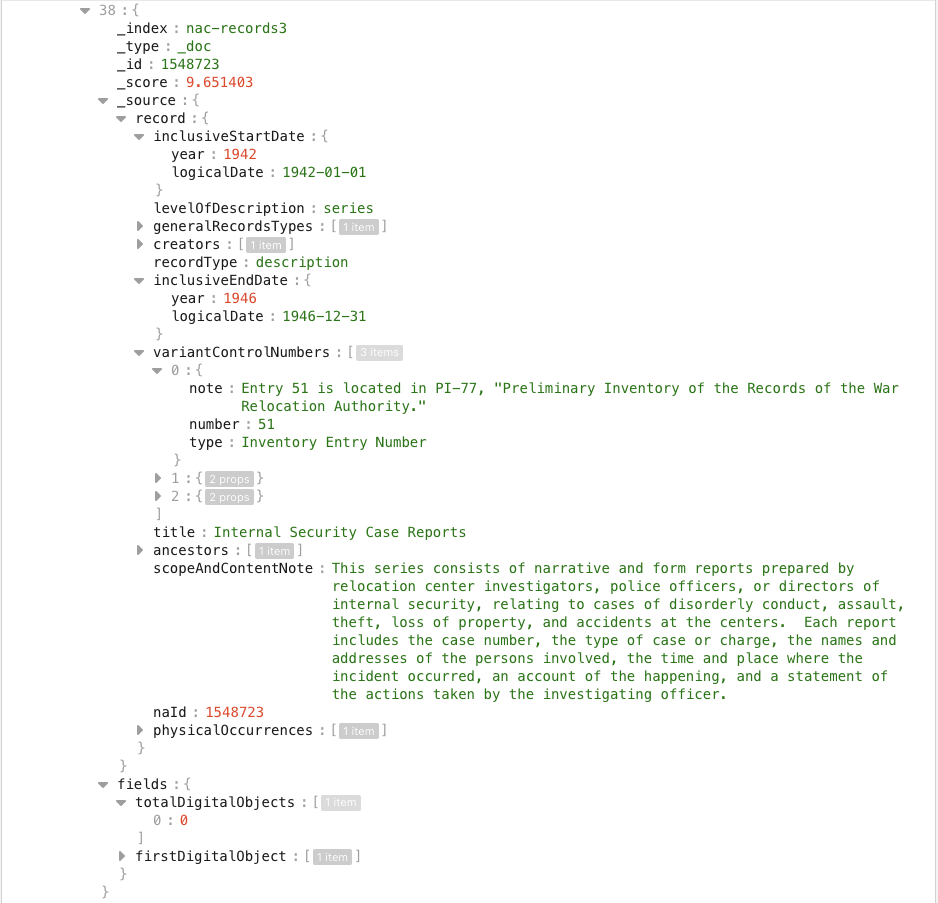 38 : {
_index : nac-records3
_type : _doc
_id : 1548723
_score : 9.651403
_source : {
record : {
inclusiveStartDate : {
year : 1942
logicalDate : 1942-01-01
}
levelOfDescription : series
generalRecordsTypes : [ 1 item ]
creators : [ 1 item ]
recordType : description
inclusiveEndDate : {
year : 1946
logicalDate : 1946-12-31
}
variantControlNumbers : [ 3 items
0 : {
note : Entry 51 is located in PI-77, "Preliminary Inventory of the Records of the War
Relocation Authority."
number : 51
type : Inventory Entry Number
}
1 : { 2 props }
2 : { 2 props }
]
title : Internal Security Case Reports
ancestors : [ 1 item ]
scopeAndContentNote : This series consists of narrative and form reports prepared by
relocation center investigators, police officers, or directors of
internal security, relating to cases of disorderly conduct, assault,
theft, loss of property, and accidents at the centers.  Each report
includes the case number, the type of case or charge, the names and
addresses of the persons involved, the time and place where the
incident occurred, an account of the happening, and a statement of
the actions taken by the investigating officer.
naId : 1548723
physicalOccurrences : [ 1 item ]
}
}
fields : {
totalDigitalObjects : [ 1 item
0 : 0
]
firstDigitalObject : [ 1 item ]
}
}